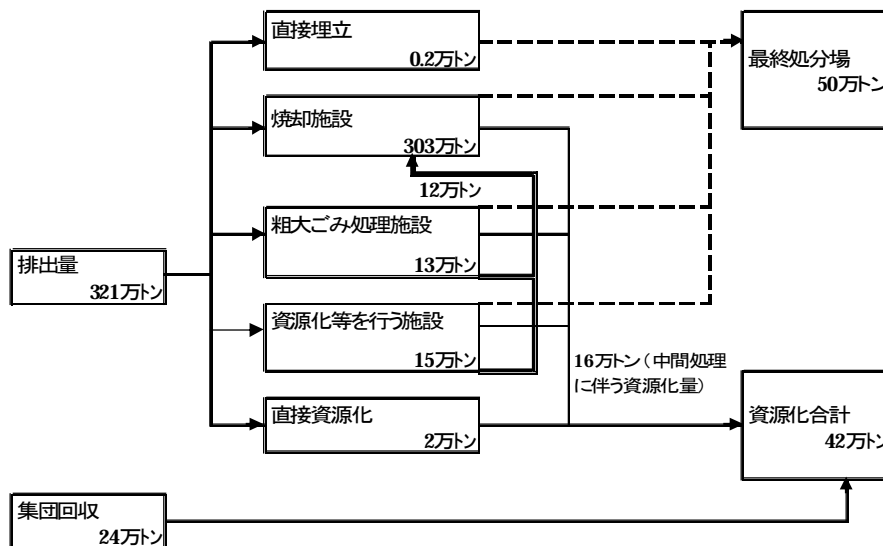 直接埋立
0.2万トン
最終処分場
50万トン
焼却施設
303万トン
12万トン
粗大ごみ処理施設
13万トン
排出量
321万トン
資源化等を行う施設
15万トン
16万トン（中間処理
に伴う資源化量）
直接資源化
2万トン
資源化合計
42万トン
集団回収
24万トン